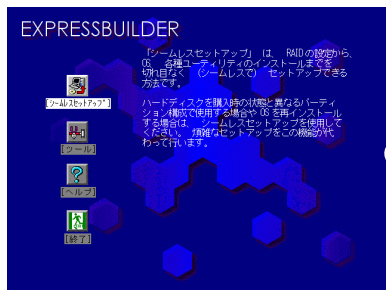 EXPRESSBUILDER
「シームレスセットアップ」 は、 RAIDの設定から、
OS、 各種ユーティリティのインストールまでを
切れ目なく (シームレスで) セットアップできる
方法です。
ハードディスクを購入時の状態と異なるパーティ
ション構成で使用する場合や OS を再インストール
する場合は、 シームレスセットアップを使用して
ください。 煩雑なセットアップをこの機能が代
わって行います。
[シームレスセットアップ]
[ツール]
[ヘルプ]
[終了]